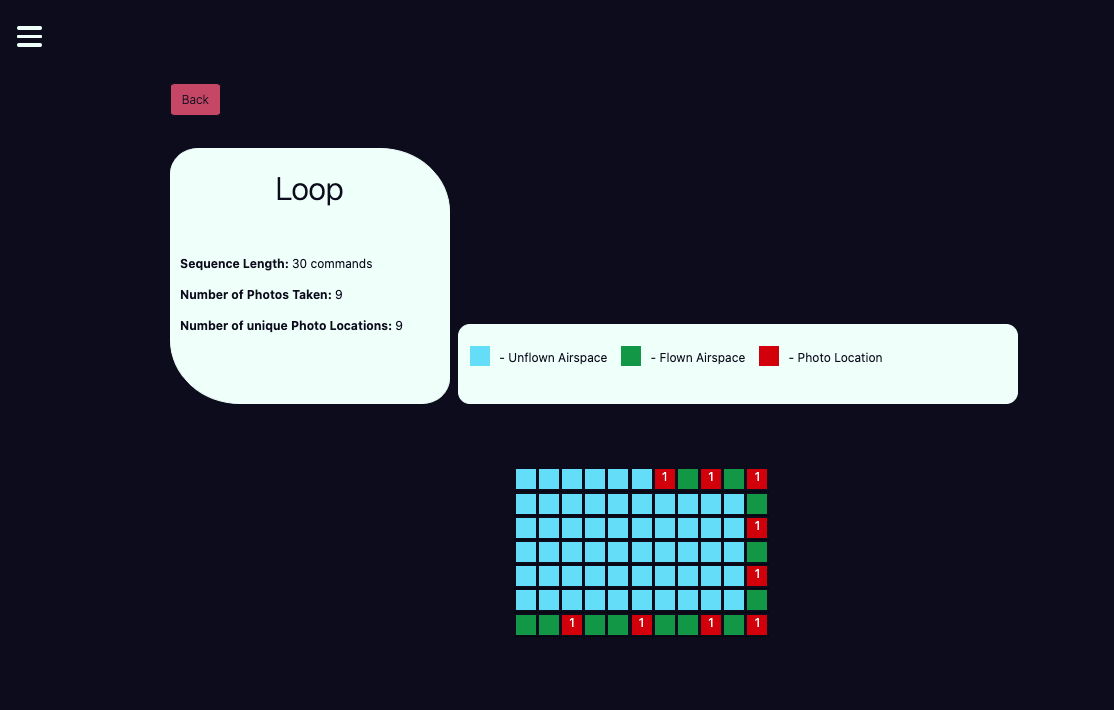 Back
Loop
Sequence Length: 30 commands
Number of Photos Taken: 9
Number of unique Photo Locations: 9
- Unflown Airspace - Flown Airspace - Photo Location
1 1 1
1
1
1 1 1 1